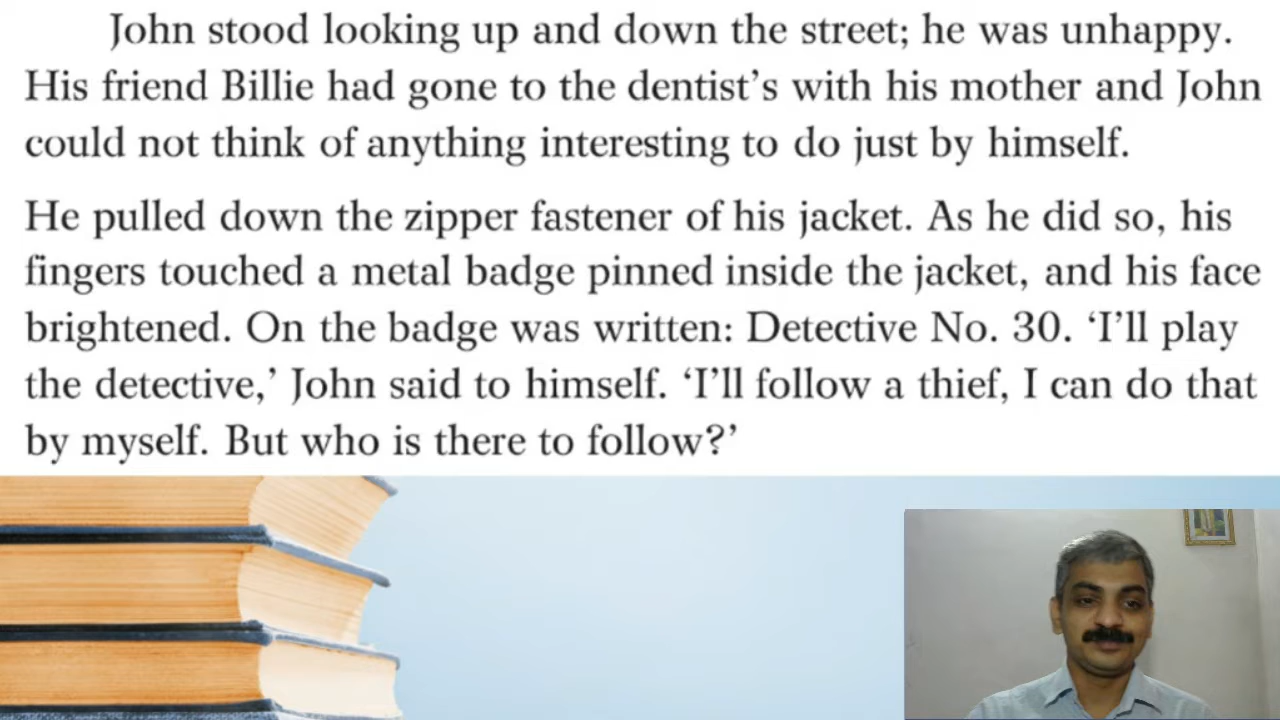 John stood looking up and down the street; he was unhappy.
His friend Billie had gone to the dentist’s with his mother and John
could not think of anything interesting to do just by himself.
He pulled down the zipper fastener of his jacket. As he did so, his
fingers touched a metal badge pinned inside the jacket, and his face
brightened. On the badge was written: Detective No. 30. ‘I’ll play
the detective,’ John said to himself. ‘I’ll follow a thief, I can do that
by myself. But who is there to follow?’